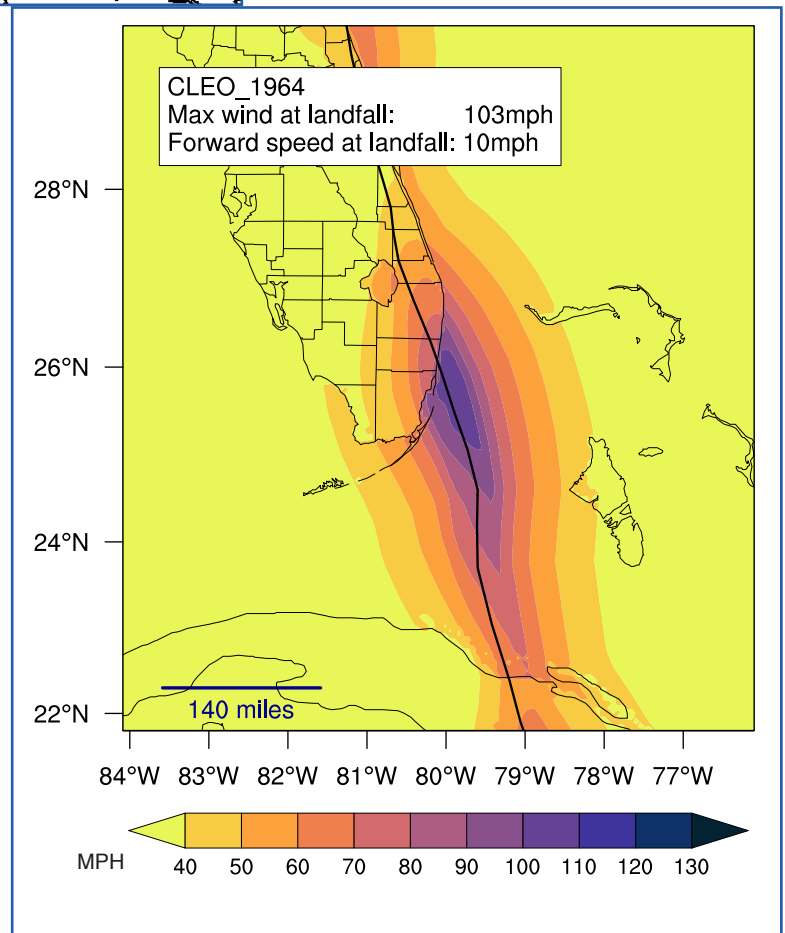 CLEO_1964
Max wind at landfall: 103mph
Forward speed at landfall: 10mph
28°N
26°N
24°N
22°N
140 miles
84°W 83°W 82°W 81°W 80°W 79°W 78°W 77°W
MPH 40 50 60 70 80 90 100 110 120 130